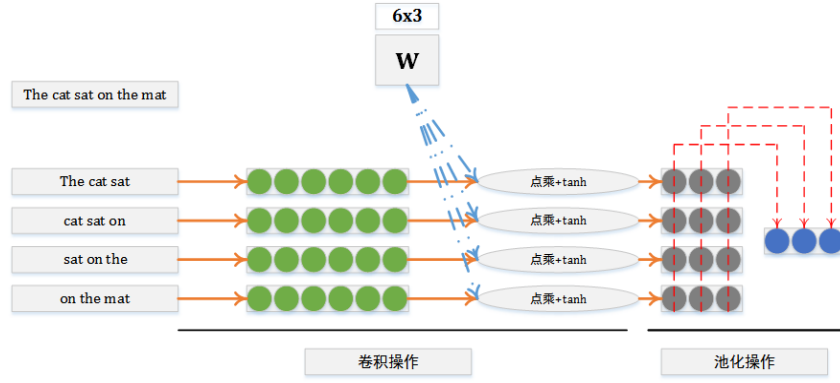 6x3
W
The cat sat on the mat
The cat sat
点乘+tanh
cat sat on
点乘+tanh
sat on the
点乘+tanh
on the mat
点乘+tanh
卷积操作
池化操作